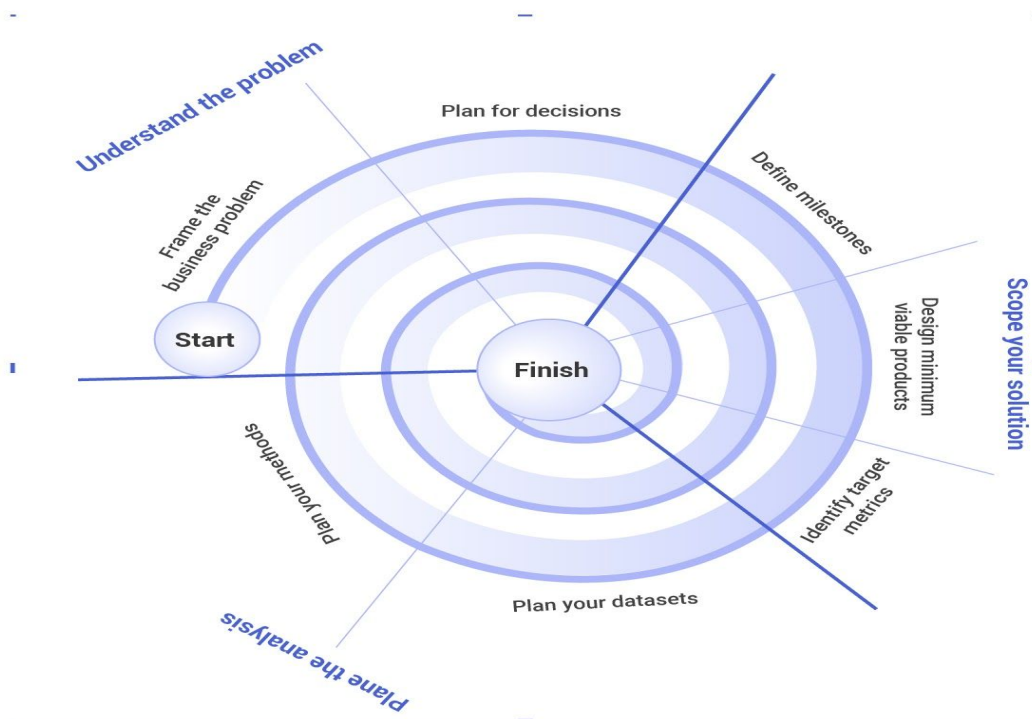 Understand the problem
Frame the
business problem
Plan for decisions
Define milestones
Design minimum
viable products
Scope your solution
Identify target
metrics
Plan your datasets
Plane the analysis
Plan your methods
Start
Finish